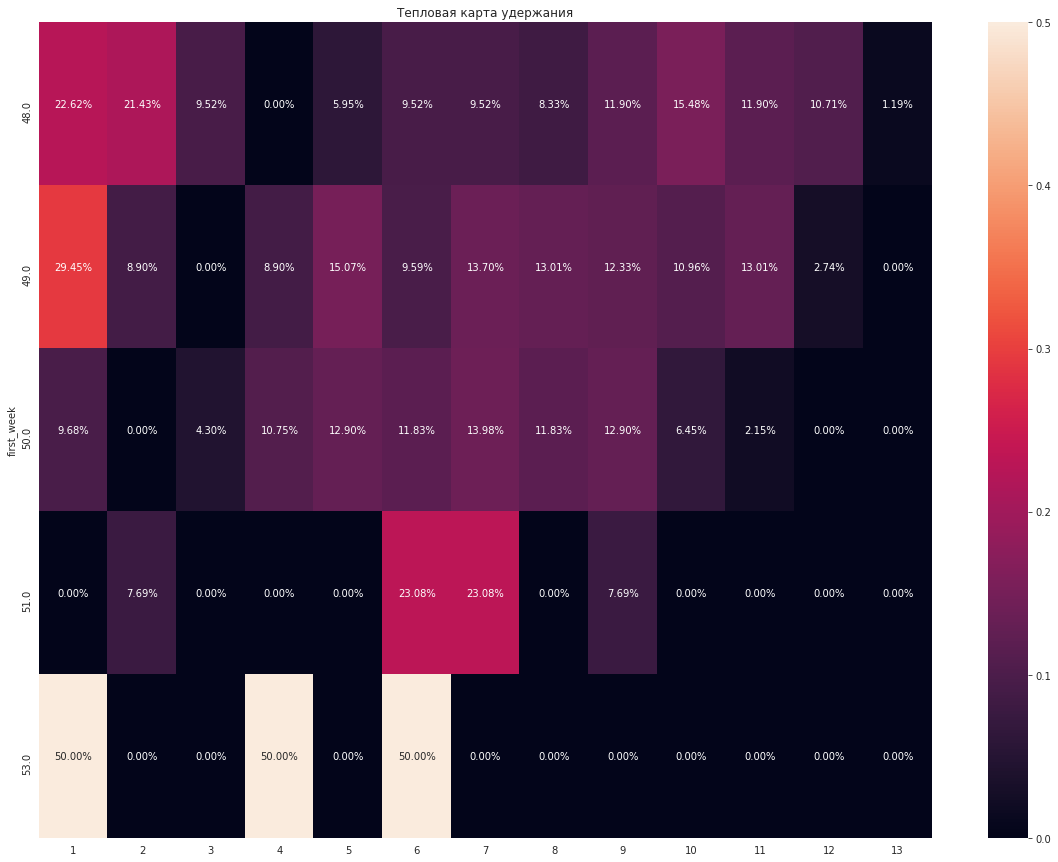 Тепловая карта удержания
first_week
48.0 22.62% 21.43% 9.52% 0.00% 5.95% 9.52% 9.52% 8.33% 11.90% 15.48% 11.90% 10.71% 1.19%
49.0 29.45% 8.90% 0.00% 8.90% 15.07% 9.59% 13.70% 13.01% 12.33% 10.96% 13.01% 2.74% 0.00%
50.0 9.68% 0.00% 4.30% 10.75% 12.90% 11.83% 13.98% 11.83% 12.90% 6.45% 2.15% 0.00% 0.00%
51.0 0.00% 7.69% 0.00% 0.00% 0.00% 23.08% 23.08% 0.00% 7.69% 0.00% 0.00% 0.00% 0.00%
53.0 50.00% 0.00% 0.00% 50.00% 0.00% 50.00% 0.00% 0.00% 0.00% 0.00% 0.00% 0.00% 0.00%
1 2 3 4 5 6 7 8 9 10 11 12 13
0.5
0.4
0.3
0.2
0.1
0.0